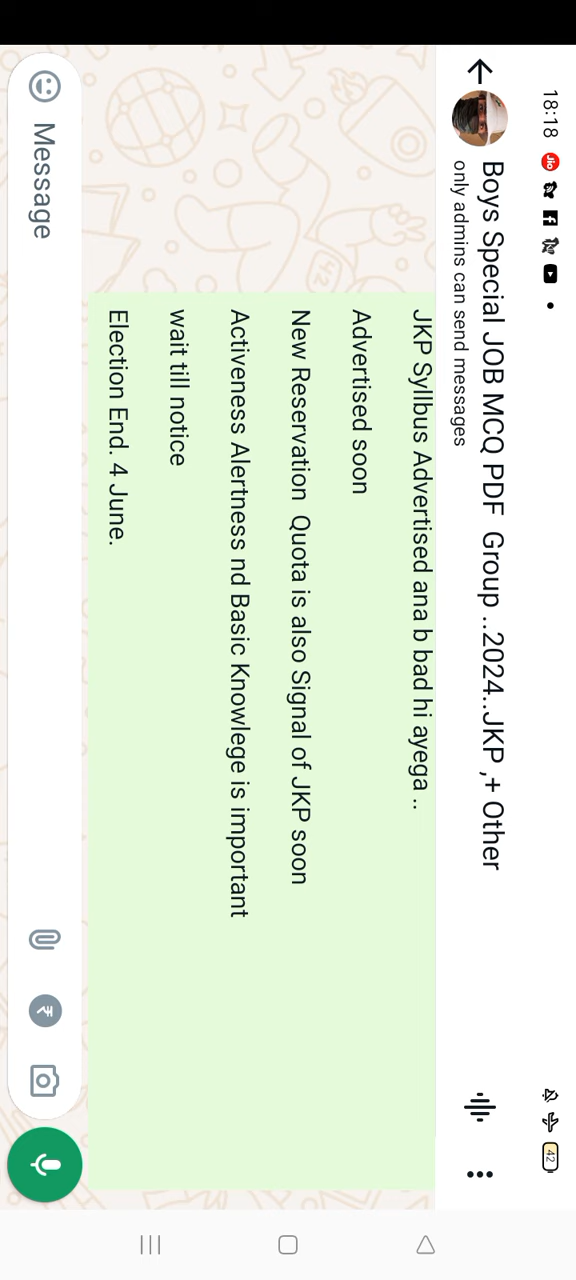 18:18
Jio
42
Boys Special JOB MCQ PDF Group ..2024..JKP ,+ Other
only admins can send messages
JKP Syllbus Advertised ana b bad hi ayega ..
Advertised soon
New Reservation Quota is also Signal of JKP soon
Activeness Alertness nd Basic Knowlege is important
wait till notice
Election End. 4 June.
Message
₹